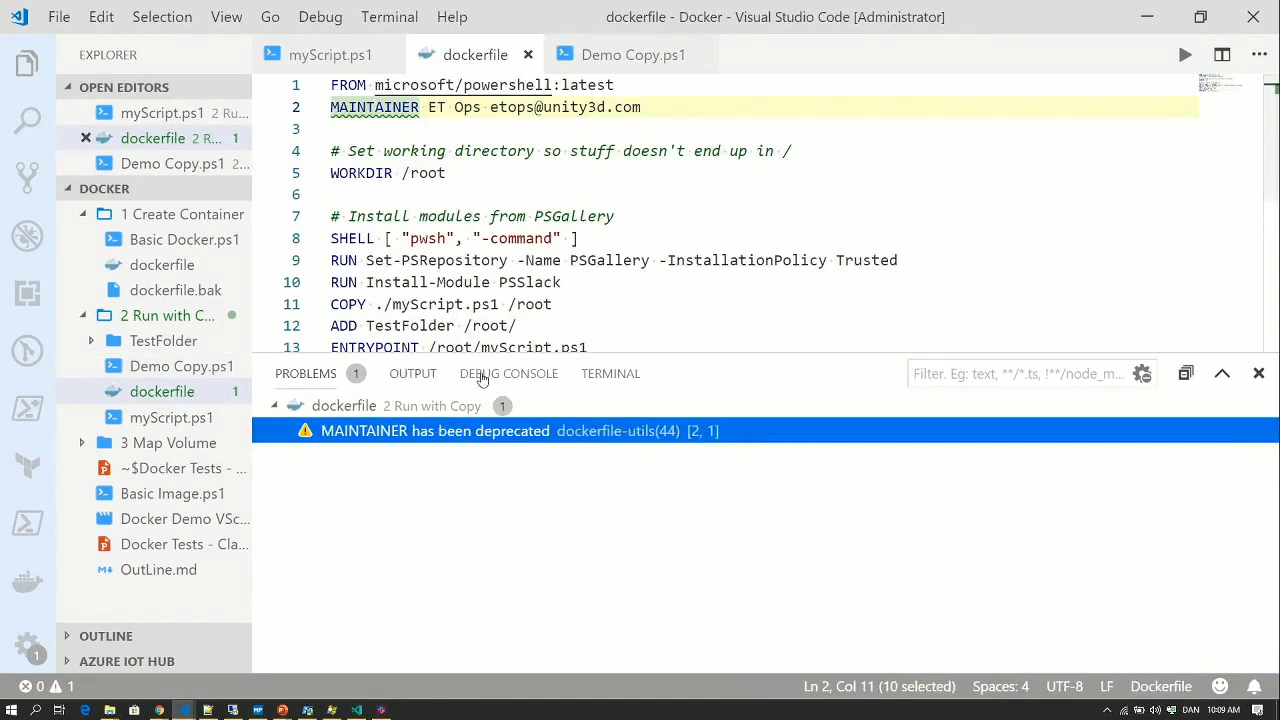 File Edit Selection View Go Debug Terminal Help dockerfile - Docker - Visual Studio Code [Administrator]
EXPLORER
myScript.ps1 dockerfile Demo Copy.ps1
OPEN EDITORS
myScript.ps1 2 Ru...
dockerfile 2 R... 1
Demo Copy.ps1 2...
DOCKER
1 Create Container
Basic Docker.ps1
dockerfile
dockerfile.bak
2 Run with C...
TestFolder
Demo Copy.ps1
dockerfile 1
myScript.ps1
3 Map Volume
~$Docker Tests - ...
Basic Image.ps1
Docker Demo VSc...
Docker Tests - Cla...
OutLine.md
OUTLINE
AZURE IOT HUB
1
1 FROM microsoft/powershell:latest
2 MAINTAINER ET Ops etops@unity3d.com
3
4 # Set working directory so stuff doesn't end up in /
5 WORKDIR /root
6
7 # Install modules from PSGallery
8 SHELL [ "pwsh", "-command" ]
9 RUN Set-PSRepository -Name PSGallery -InstallationPolicy Trusted
10 RUN Install-Module PSSlack
11 COPY ./myScript.ps1 /root
12 ADD TestFolder /root/
13 ENTRYPOINT /root/myScript.ps1
PROBLEMS 1 OUTPUT DEBUG CONSOLE TERMINAL Filter. Eg: text, **/*.ts, !**/node_m...
dockerfile 2 Run with Copy 1
MAINTAINER has been deprecated dockerfile-utils(44) [2, 1]
0 1 Ln 2, Col 11 (10 selected) Spaces: 4 UTF-8 LF Dockerfile
DAN 10:09 AM